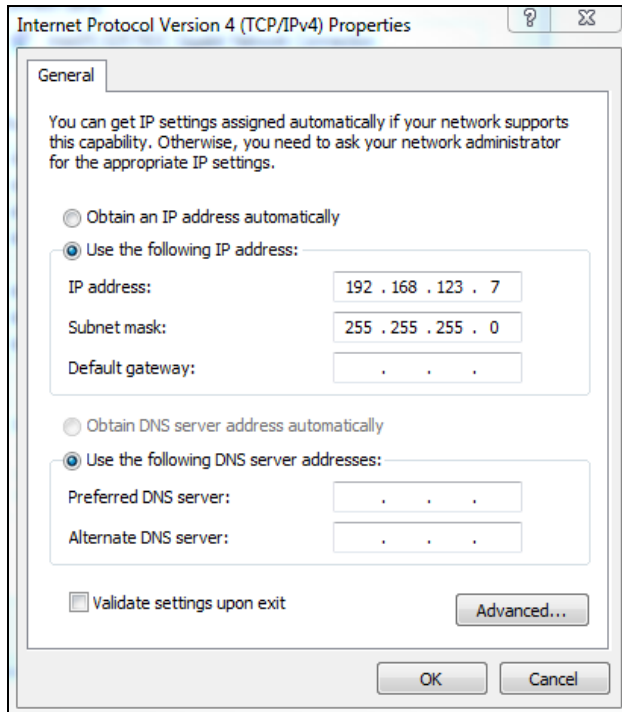 Internet Protocol Version 4 (TCP/IPv4) Properties
General
You can get IP settings assigned automatically if your network supports
this capability. Otherwise, you need to ask your network administrator
for the appropriate IP settings.
Obtain an IP address automatically
Use the following IP address:
IP address: 192 . 168 . 123 . 7
Subnet mask: 255 . 255 . 255 . 0
Default gateway: . . .
Obtain DNS server address automatically
Use the following DNS server addresses:
Preferred DNS server: . . .
Alternate DNS server: . . .
Validate settings upon exit
Advanced...
OK Cancel